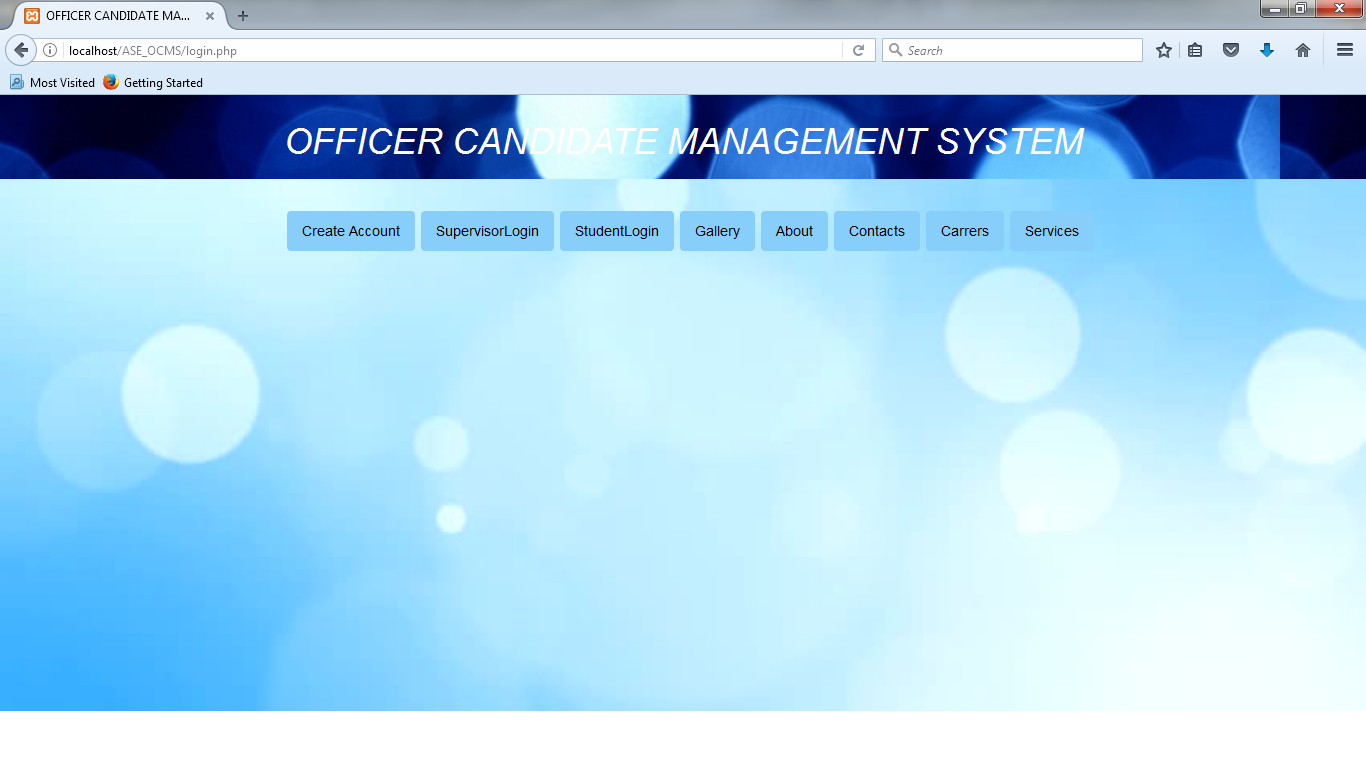 OFFICER CANDIDATE MA...
localhost/ASE_OCMS/login.php
Search
Most Visited Getting Started
OFFICER CANDIDATE MANAGEMENT SYSTEM
Create Account SupervisorLogin StudentLogin Gallery About Contacts Carrers Services